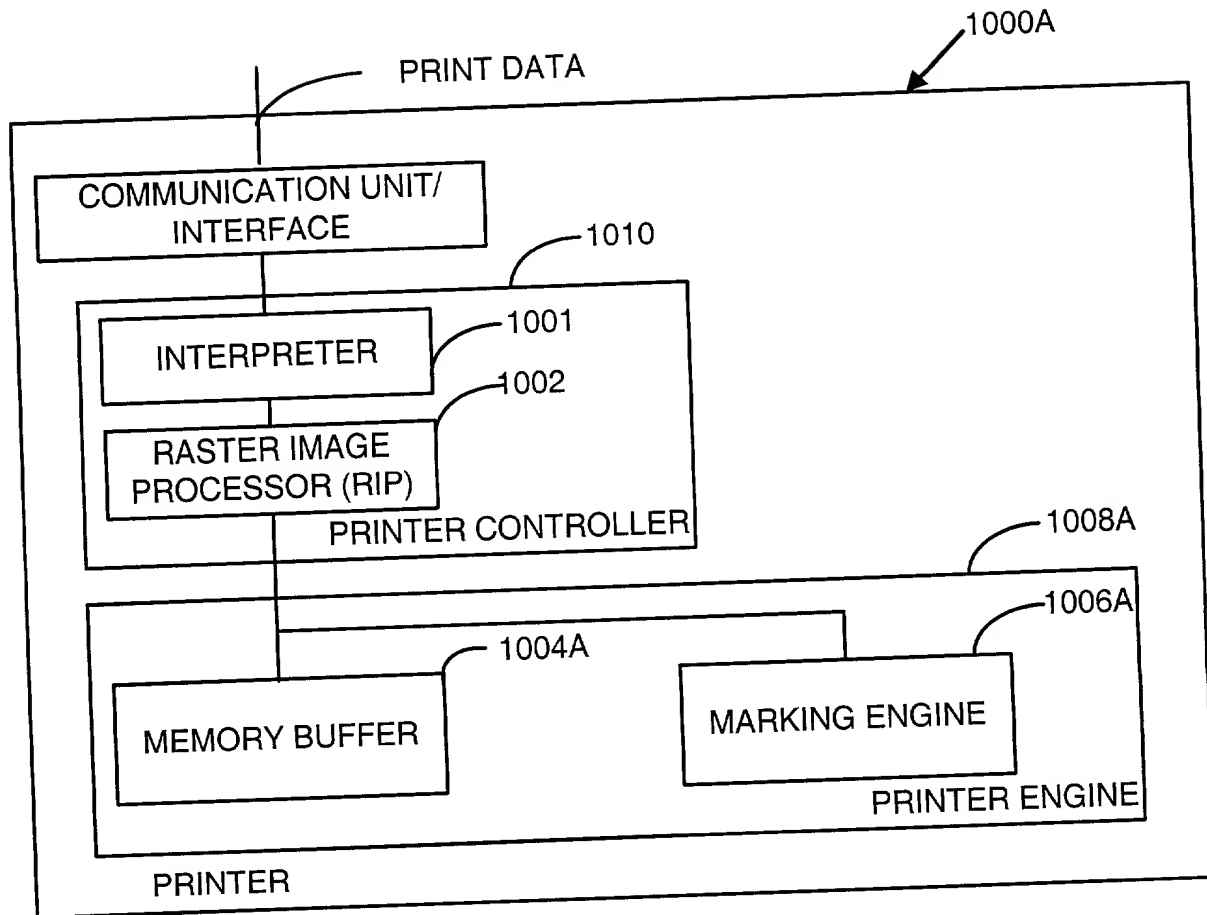 1000A
PRINT DATA
COMMUNICATION UNIT/
INTERFACE
1010
INTERPRETER
1001
1002
RASTER IMAGE
PROCESSOR (RIP)
PRINTER CONTROLLER
1008A
1006A
1004A
MEMORY BUFFER
MARKING ENGINE
PRINTER ENGINE
PRINTER